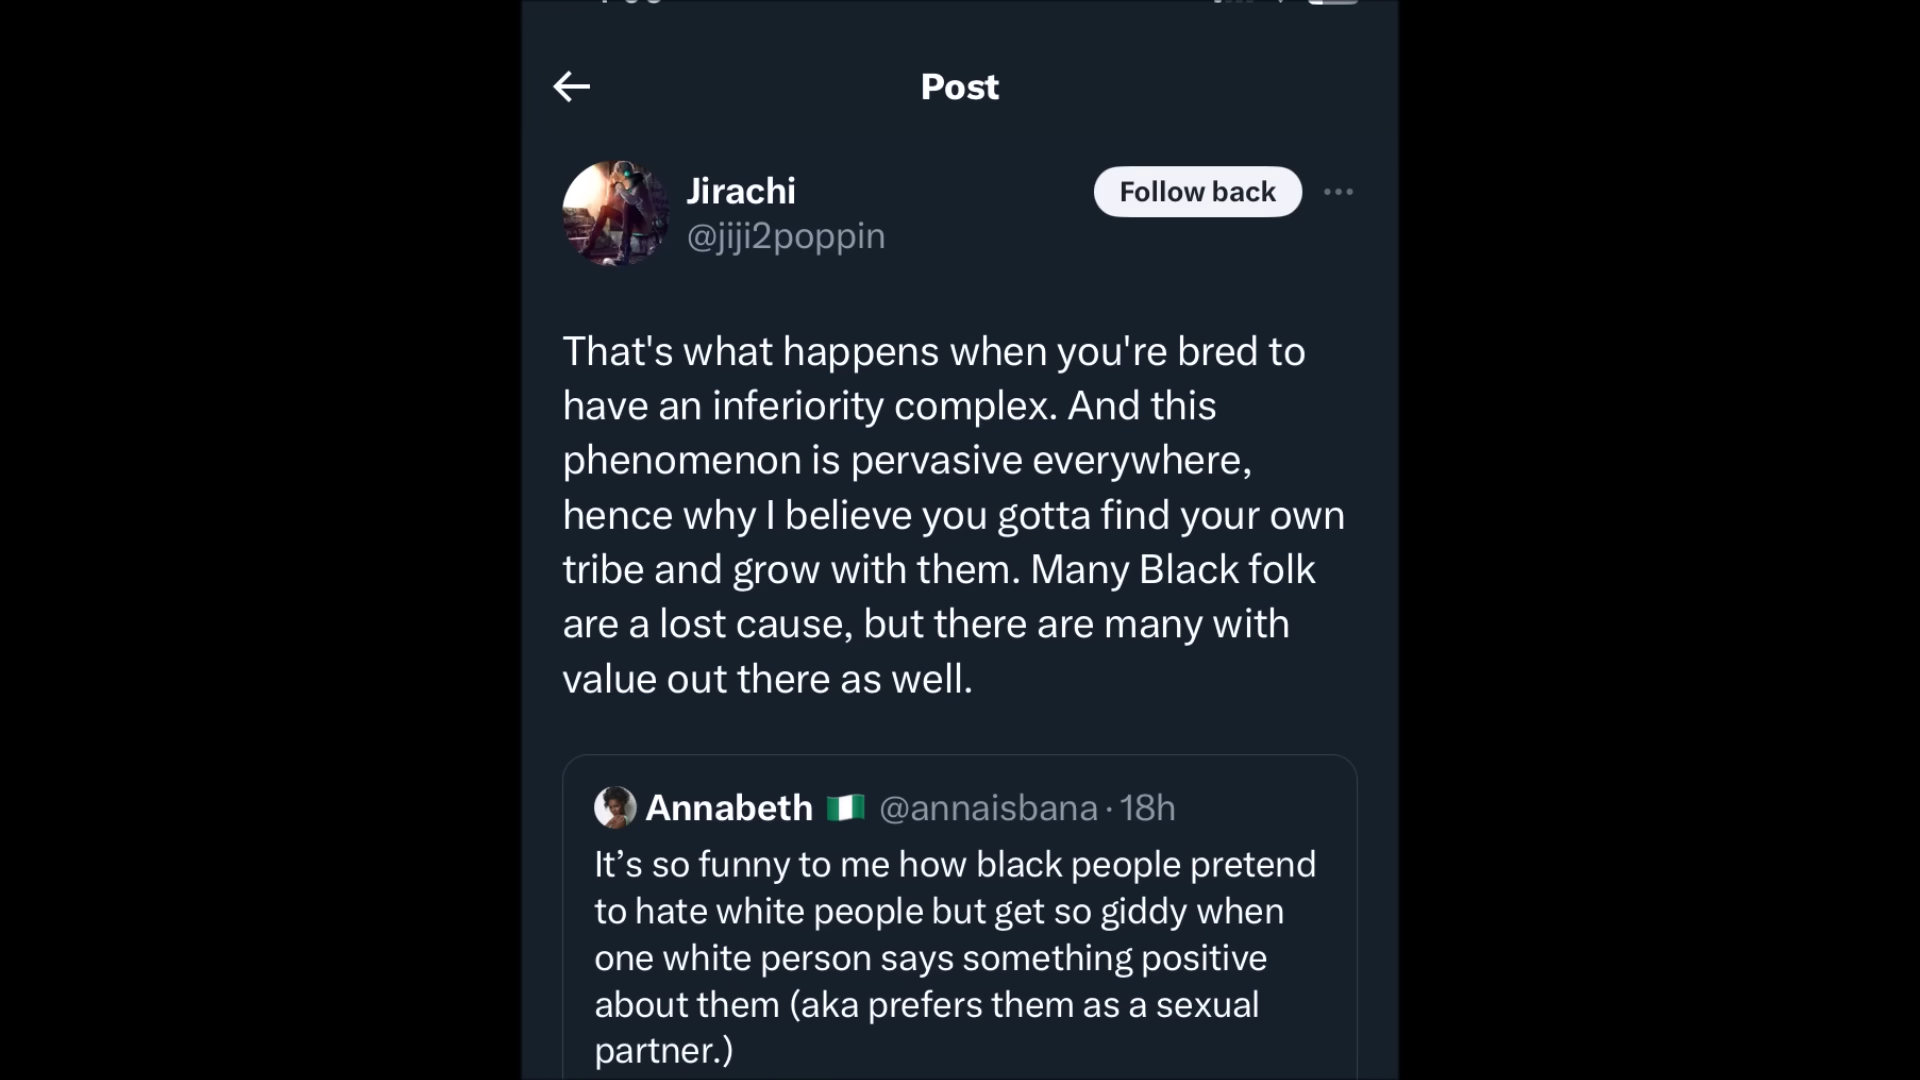 Post
Jirachi
Follow back
@jiji2poppin
That's what happens when you're bred to
have an inferiority complex. And this
phenomenon is pervasive everywhere,
hence why I believe you gotta find your own
tribe and grow with them. Many Black folk
are a lost cause, but there are many with
value out there as well.
Annabeth 🇳🇬 @annaisbana · 18h
It’s so funny to me how black people pretend
to hate white people but get so giddy when
one white person says something positive
about them (aka prefers them as a sexual
partner.)